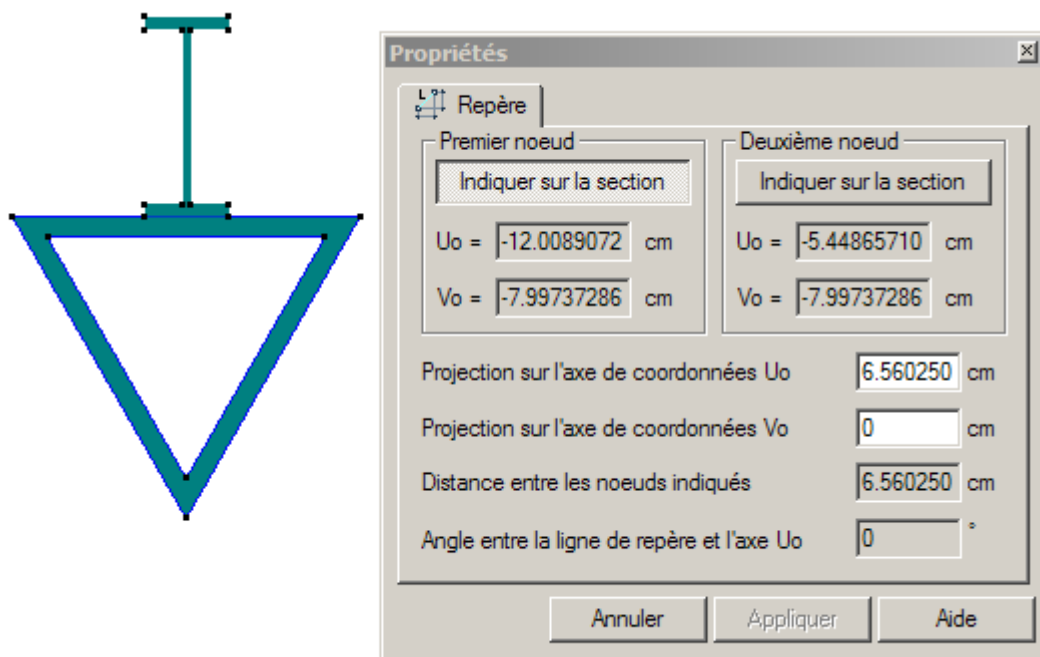 Propriétés
L
Repère
Premier noeud
Deuxième noeud
Indiquer sur la section
Indiquer sur la section
Uo = -12.0089072 cm
Uo = -5.44865710 cm
Vo = -7.99737286 cm
Vo = -7.99737286 cm
Projection sur l'axe de coordonnées Uo 6.560250 cm
Projection sur l'axe de coordonnées Vo 0 cm
Distance entre les noeuds indiqués 6.560250 cm
Angle entre la ligne de repère et l'axe Uo 0 °
Annuler
Appliquer
Aide